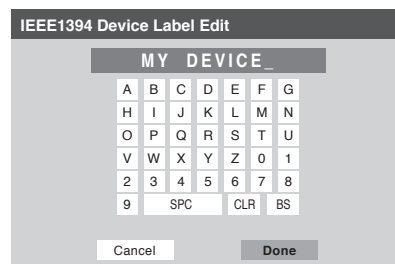 IEEE1394 Device Label Edit
MY DEVICE_
A B C D E F G
H I J K L M N
O P Q R S T U
V W X Y Z 0 1
2 3 4 5 6 7 8
9 SPC CLR BS
Cancel Done